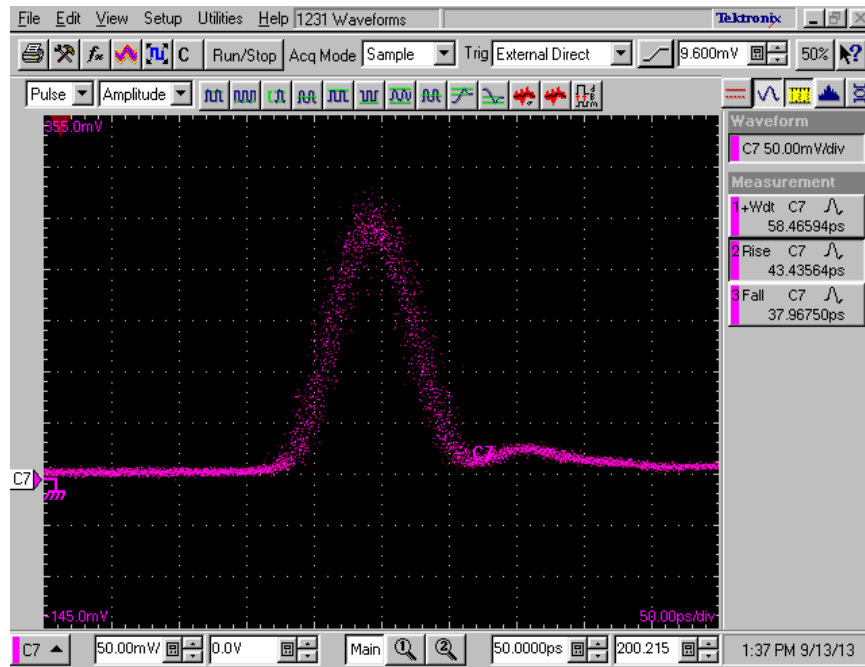 File Edit View Setup Utilities Help 1231 Waveforms Tektronix
C Run/Stop Acq Mode Sample Trig External Direct 9.600mV 50% ?
Pulse Amplitude
355.0mV
Waveform
C7 50.00mV/div
Measurement
1 +Wdt C7
58.46594ps
2 Rise C7
43.43564ps
3 Fall C7
37.96750ps
C7
C7
-145.0mV 50.00ps/div
C7 50.00mV/ 0.0V Main 1 2 50.0000ps 200.215 1:37 PM 9/13/13